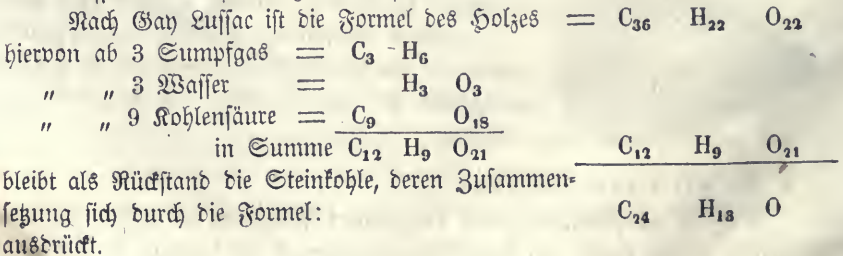 Nach Gay Lussac ist die Formel des Holzes = C₃₆ H₂₂ O₂₂
hiervon ab 3 Sumpfgas = C₃ H₆
„ „ 3 Wasser = H₃ O₃
„ „ 9 Kohlensäure = C₉ O₁₈
in Summe C₁₂ H₉ O₂₁ C₁₂ H₉ O₂₁
bleibt als Rückstand die Steinkohle, deren Zusammen=
setzung sich durch die Formel: C₂₄ H₁₃ O
ausdrückt.